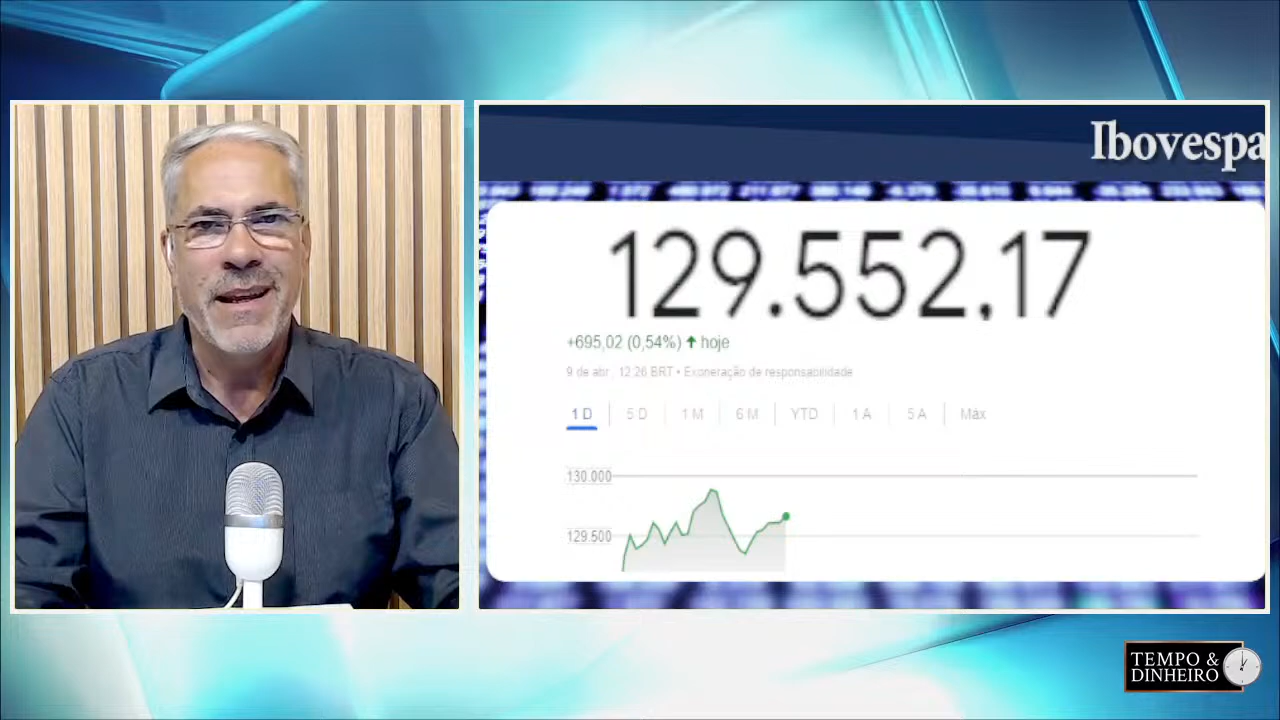 Ibovespa
129.552,17
+695,02 (0,54%) ↑ hoje
9 de abr., 12:26 BRT • Exoneração de responsabilidade
1 D 5 D 1 M 6 M YTD 1 A 5 A Máx
130.000
129.500
TEMPO &
DINHEIRO